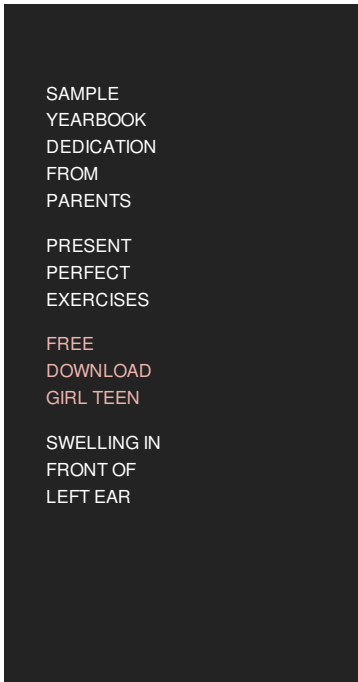 SAMPLE
YEARBOOK
DEDICATION
FROM
PARENTS
PRESENT
PERFECT
EXERCISES
FREE
DOWNLOAD
GIRL TEEN
SWELLING IN
FRONT OF
LEFT EAR